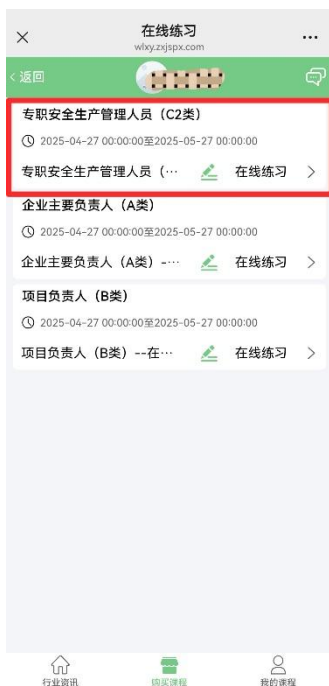 在线练习
wlxy.zxjspx.com
返回
专职安全生产管理人员（C2类）
2025-04-27 00:00:00至2025-05-27 00:00:00
专职安全生产管理人员（… 在线练习
企业主要负责人（A类）
2025-04-27 00:00:00至2025-05-27 00:00:00
企业主要负责人（A类）-… 在线练习
项目负责人（B类）
2025-04-27 00:00:00至2025-05-27 00:00:00
项目负责人（B类）--在… 在线练习
行业资讯 购买课程 我的课程